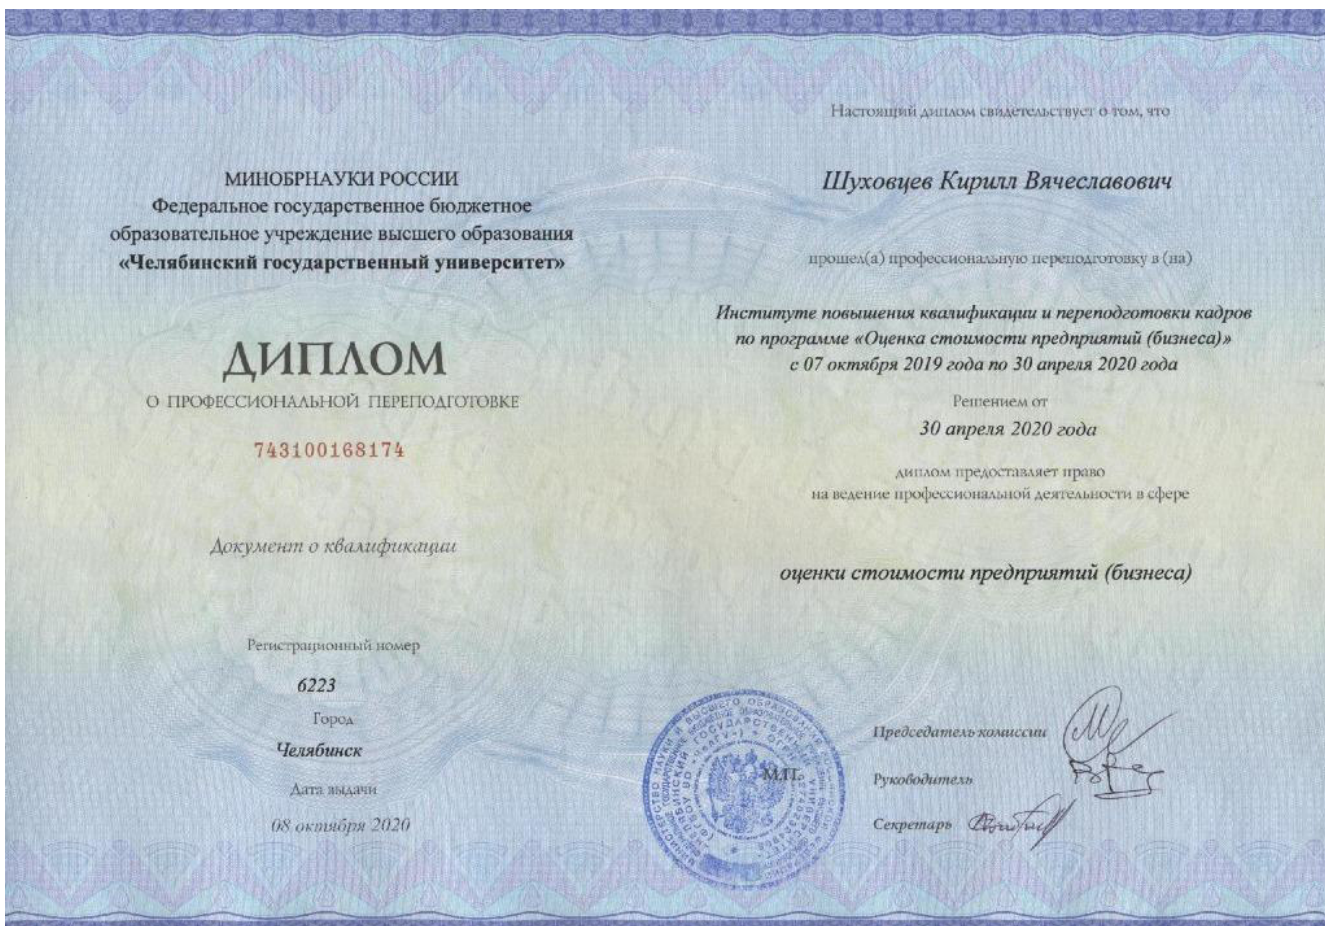 МИНОБРНАУКИ РОССИИ
Федеральное государственное бюджетное
образовательное учреждение высшего образования
«Челябинский государственный университет»
ДИПЛОМ
О ПРОФЕССИОНАЛЬНОЙ ПЕРЕПОДГОТОВКЕ
743100168174
Документ о квалификации
Регистрационный номер
6223
Город
Челябинск
Дата выдачи
08 октября 2020
Настоящий диплом свидетельствует о том, что
Шуховцев Кирилл Вячеславович
прошел(а) профессиональную переподготовку в (на)
Институте повышения квалификации и переподготовки кадров
по программе «Оценка стоимости предприятий (бизнеса)»
с 07 октября 2019 года по 30 апреля 2020 года
Решением от
30 апреля 2020 года
диплом предоставляет право
на ведение профессиональной деятельности в сфере
оценки стоимости предприятий (бизнеса)
М.П.
Председатель комиссии
Руководитель
Секретарь